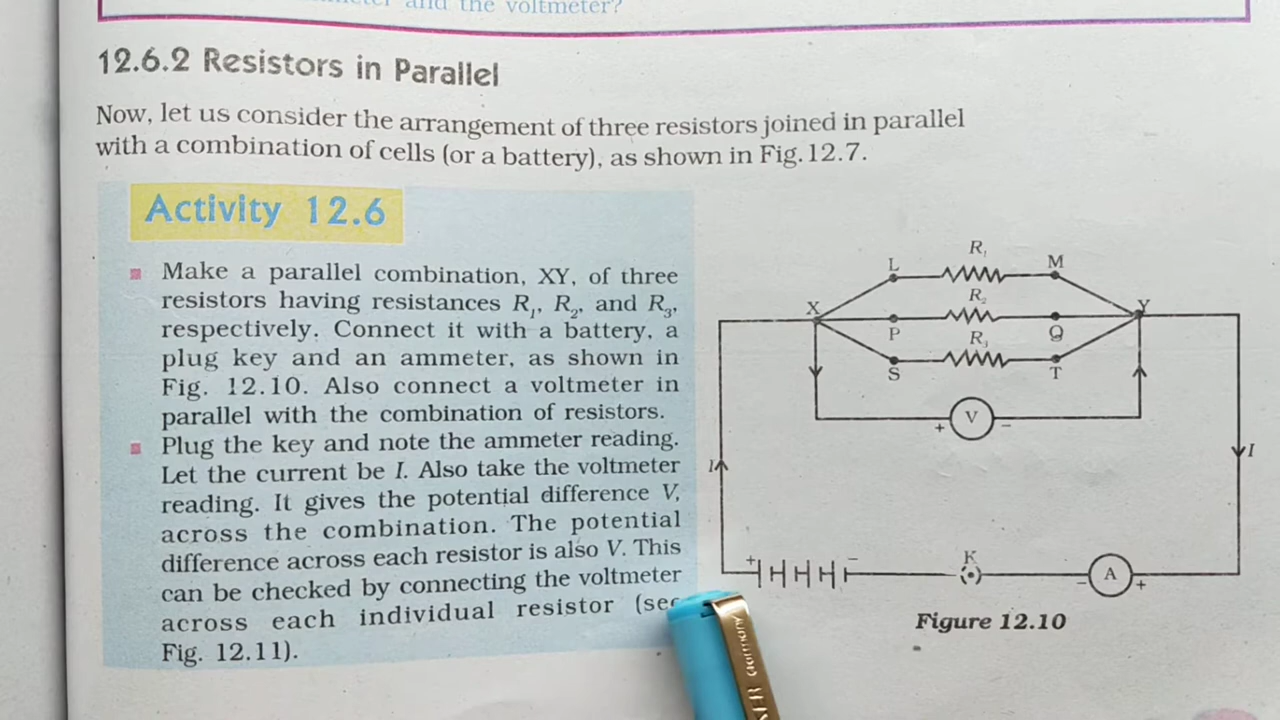 and the voltmeter?
12.6.2 Resistors in Parallel
Now, let us consider the arrangement of three resistors joined in parallel
with a combination of cells (or a battery), as shown in Fig. 12.7.
Activity 12.6
Make a parallel combination, XY, of three
resistors having resistances R₁, R₂, and R₃,
respectively. Connect it with a battery, a
plug key and an ammeter, as shown in
Fig. 12.10. Also connect a voltmeter in
parallel with the combination of resistors.
Plug the key and note the ammeter reading.
Let the current be I. Also take the voltmeter
reading. It gives the potential difference V,
across the combination. The potential
difference across each resistor is also V. This
can be checked by connecting the voltmeter
across each individual resistor (see
Fig. 12.11).
R₁
L
M
R₂
X
Y
P
Q
R₃
S
T
+ V −
I
I
+ −
K
− A +
Figure 12.10
Germany